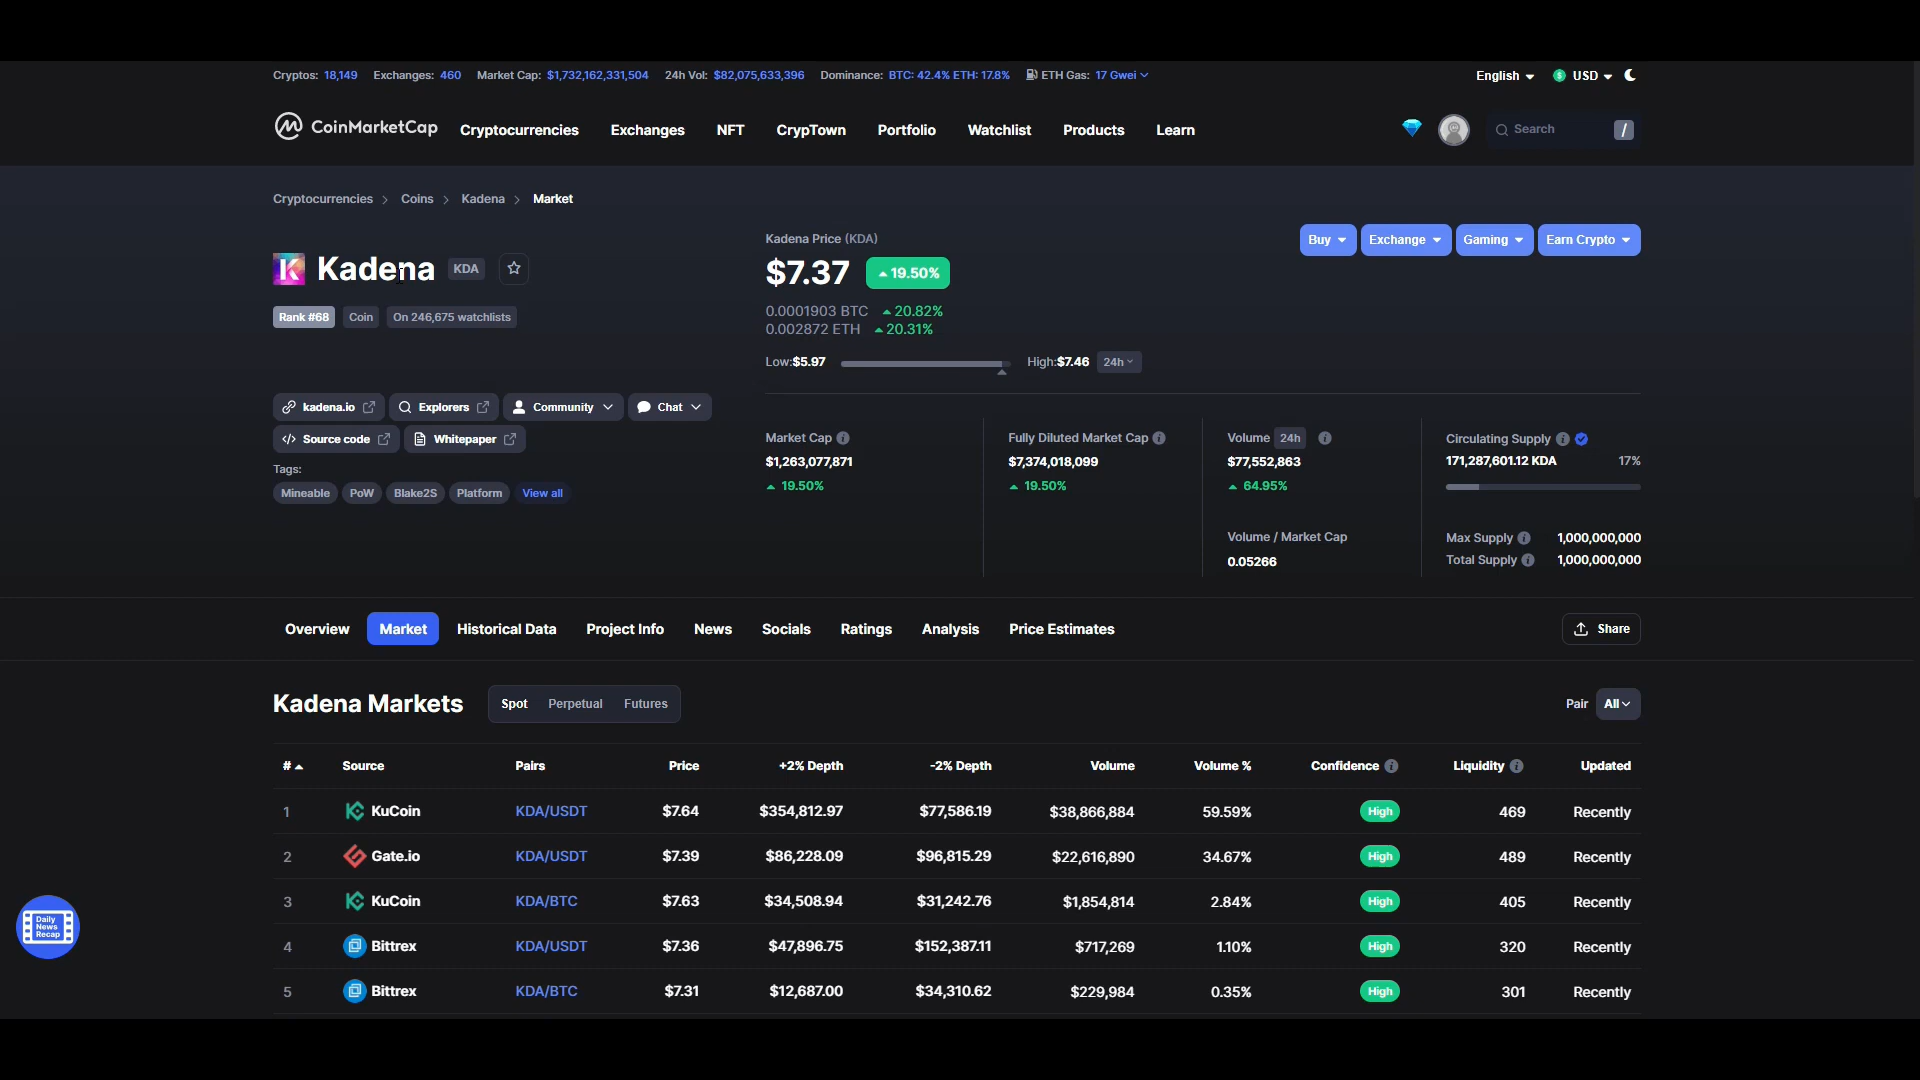 Cryptos: 18,149 Exchanges: 460 Market Cap: $1,732,162,331,504 24h Vol: $82,075,633,396 Dominance: BTC: 42.4% ETH: 17.8% ETH Gas: 17 Gwei English USD
CoinMarketCap Cryptocurrencies Exchanges NFT CrypTown Portfolio Watchlist Products Learn Search /
Cryptocurrencies > Coins > Kadena > Market
Kadena Price (KDA)
Buy Exchange Gaming Earn Crypto
Kadena KDA
$7.37 19.50%
Rank #68 Coin On 246,675 watchlists
0.0001903 BTC 20.82%
0.002872 ETH 20.31%
Low:$5.97 High:$7.46 24h
kadena.io Explorers Community Chat
Source code Whitepaper
Tags:
Mineable PoW Blake2S Platform View all
Market Cap
$1,263,077,871
19.50%
Fully Diluted Market Cap
$7,374,018,099
19.50%
Volume 24h
$77,552,863
64.95%
Volume / Market Cap
0.05266
Circulating Supply
171,287,601.12 KDA 17%
Max Supply 1,000,000,000
Total Supply 1,000,000,000
Overview Market Historical Data Project Info News Socials Ratings Analysis Price Estimates Share
Kadena Markets Spot Perpetual Futures Pair All
# Source Pairs Price +2% Depth -2% Depth Volume Volume % Confidence Liquidity Updated
1 KuCoin KDA/USDT $7.64 $354,812.97 $77,586.19 $38,866,884 59.59% High 469 Recently
2 Gate.io KDA/USDT $7.39 $86,228.09 $96,815.29 $22,616,890 34.67% High 489 Recently
3 KuCoin KDA/BTC $7.63 $34,508.94 $31,242.76 $1,854,814 2.84% High 405 Recently
4 Bittrex KDA/USDT $7.36 $47,896.75 $152,387.11 $717,269 1.10% High 320 Recently
5 Bittrex KDA/BTC $7.31 $12,687.00 $34,310.62 $229,984 0.35% High 301 Recently
Daily
News
Recap